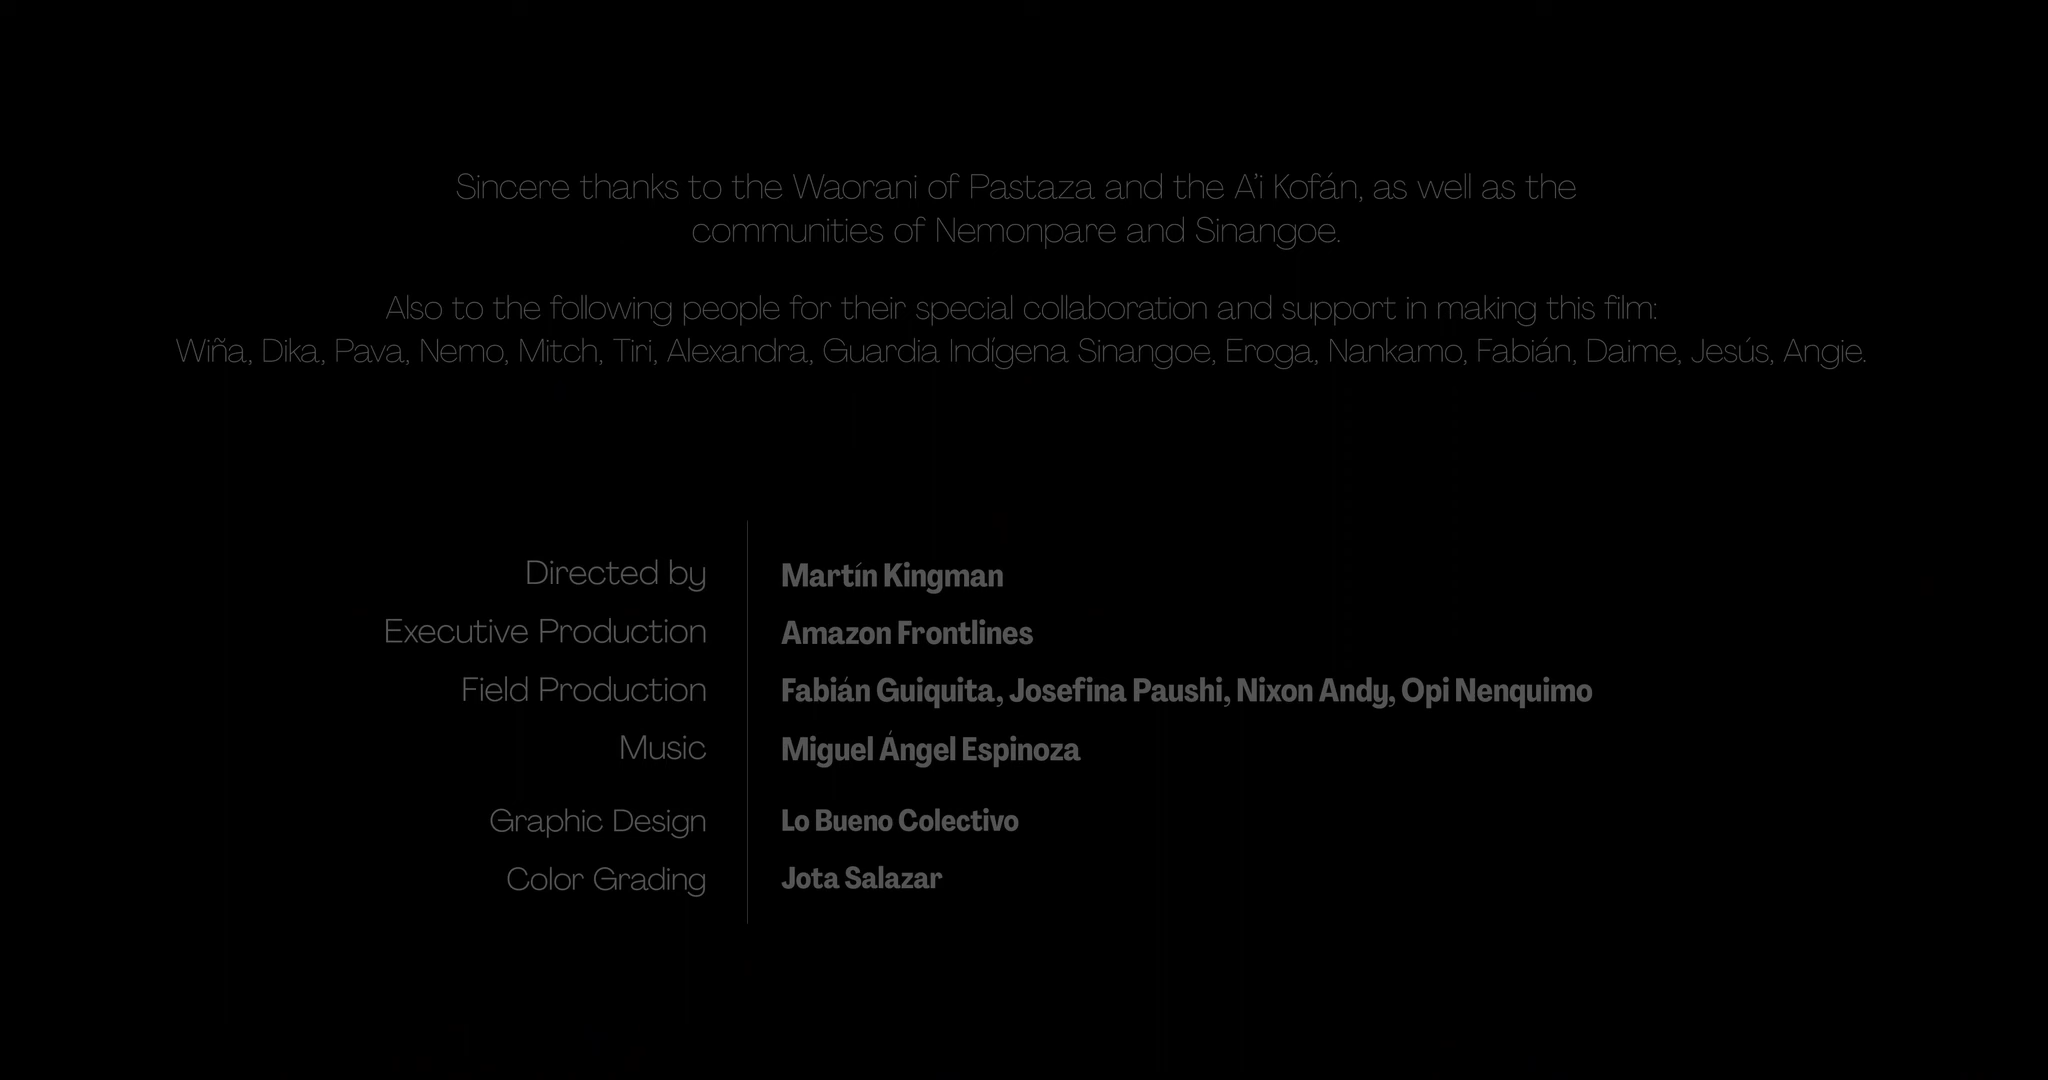 Sincere thanks to the Waorani of Pastaza and the A'i Kofán, as well as the
communities of Nemonpare and Sinangoe.
Also to the following people for their special collaboration and support in making this film:
Wiña, Dika, Pava, Nemo, Mitch, Tiri, Alexandra, Guardia Indígena Sinangoe, Eroga, Nankamo, Fabián, Daime, Jesús, Angie.
Directed by Martín Kingman
Executive Production Amazon Frontlines
Field Production Fabián Guiquita, Josefina Paushi, Nixon Andy, Opi Nenquimo
Music Miguel Ángel Espinoza
Graphic Design Lo Bueno Colectivo
Color Grading Jota Salazar